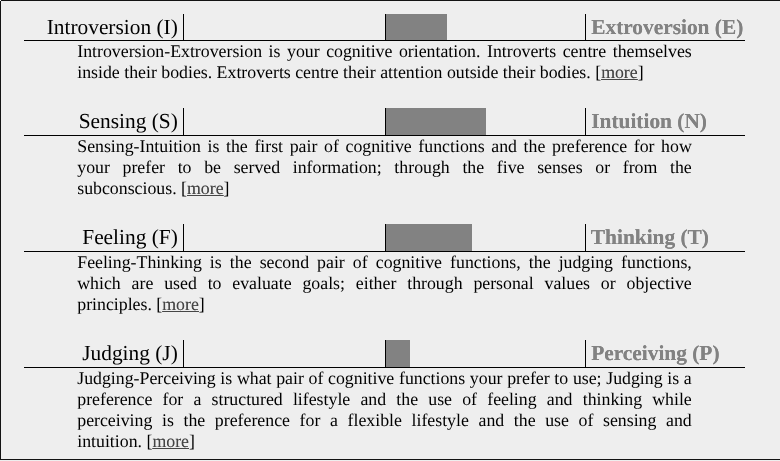 Introversion (I) Extroversion (E)
Introversion-Extroversion is your cognitive orientation. Introverts centre themselves
inside their bodies. Extroverts centre their attention outside their bodies. [more]
Sensing (S) Intuition (N)
Sensing-Intuition is the first pair of cognitive functions and the preference for how
your prefer to be served information; through the five senses or from the
subconscious. [more]
Feeling (F) Thinking (T)
Feeling-Thinking is the second pair of cognitive functions, the judging functions,
which are used to evaluate goals; either through personal values or objective
principles. [more]
Judging (J) Perceiving (P)
Judging-Perceiving is what pair of cognitive functions your prefer to use; Judging is a
preference for a structured lifestyle and the use of feeling and thinking while
perceiving is the preference for a flexible lifestyle and the use of sensing and
intuition. [more]